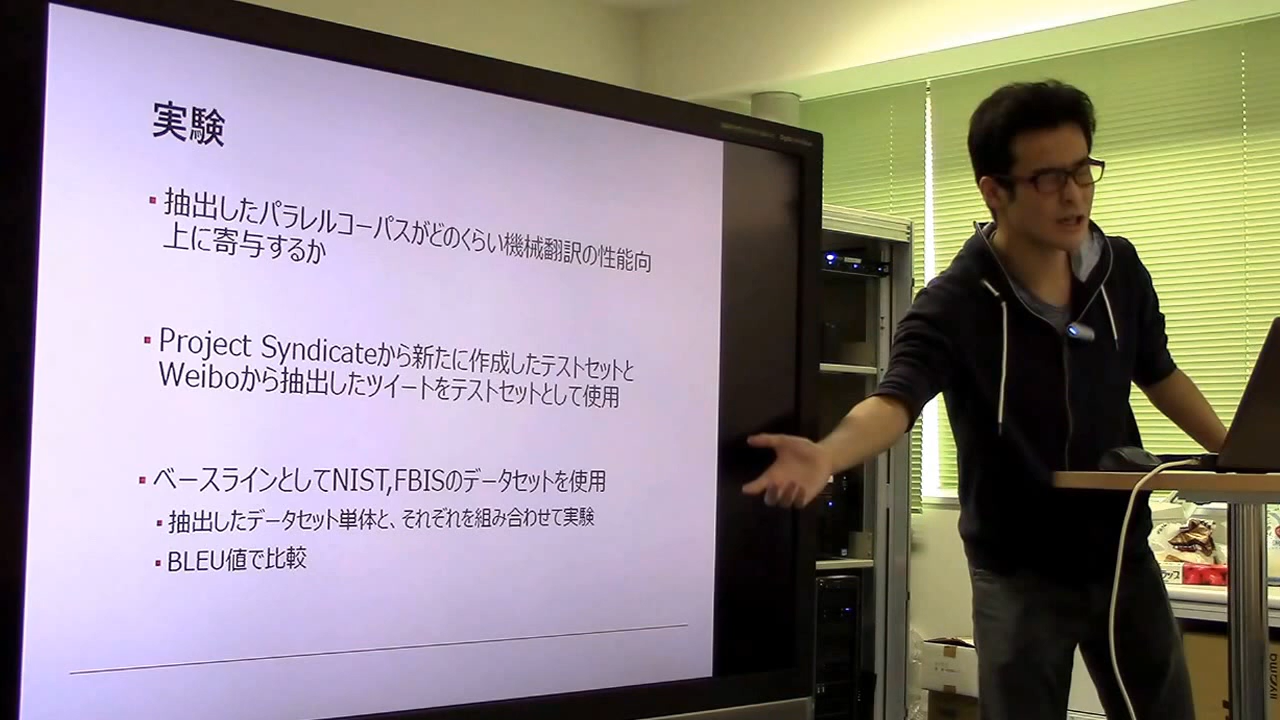 実験
▪抽出したパラレルコーパスがどのくらい機械翻訳の性能向
上に寄与するか
▪Project Syndicateから新たに作成したテストセットと
Weiboから抽出したツイートをテストセットとして使用
▪ベースラインとしてNIST,FBISのデータセットを使用
▪抽出したデータセット単体と、それぞれを組み合わせて実験
▪BLEU値で比較